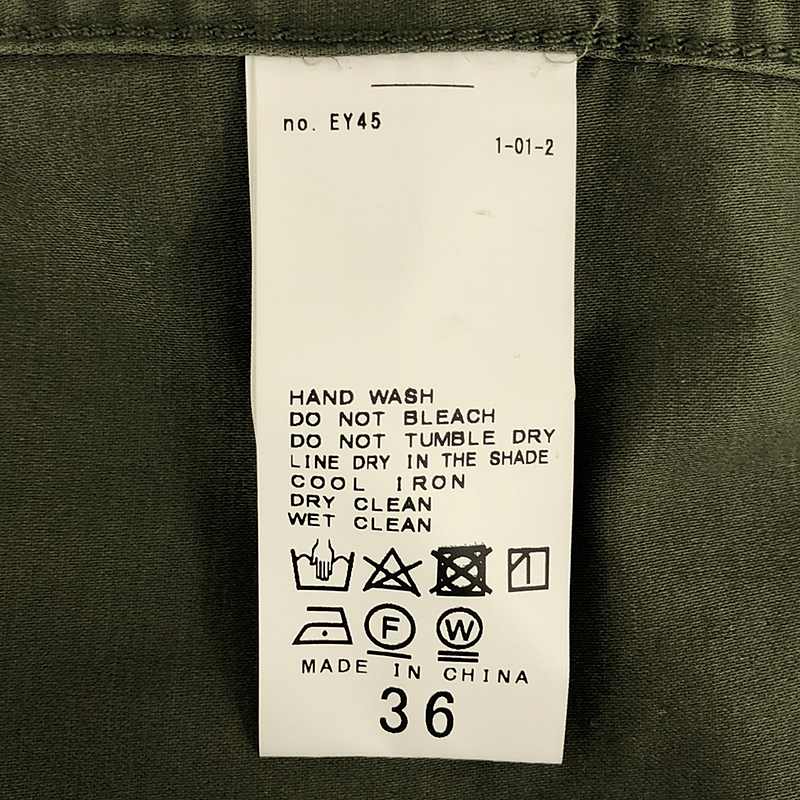 no. EY45
1-01-2
HAND WASH
DO NOT BLEACH
DO NOT TUMBLE DRY
LINE DRY IN THE SHADE
COOL IRON
DRY CLEAN
WET CLEAN
F W
MADE IN CHINA
36